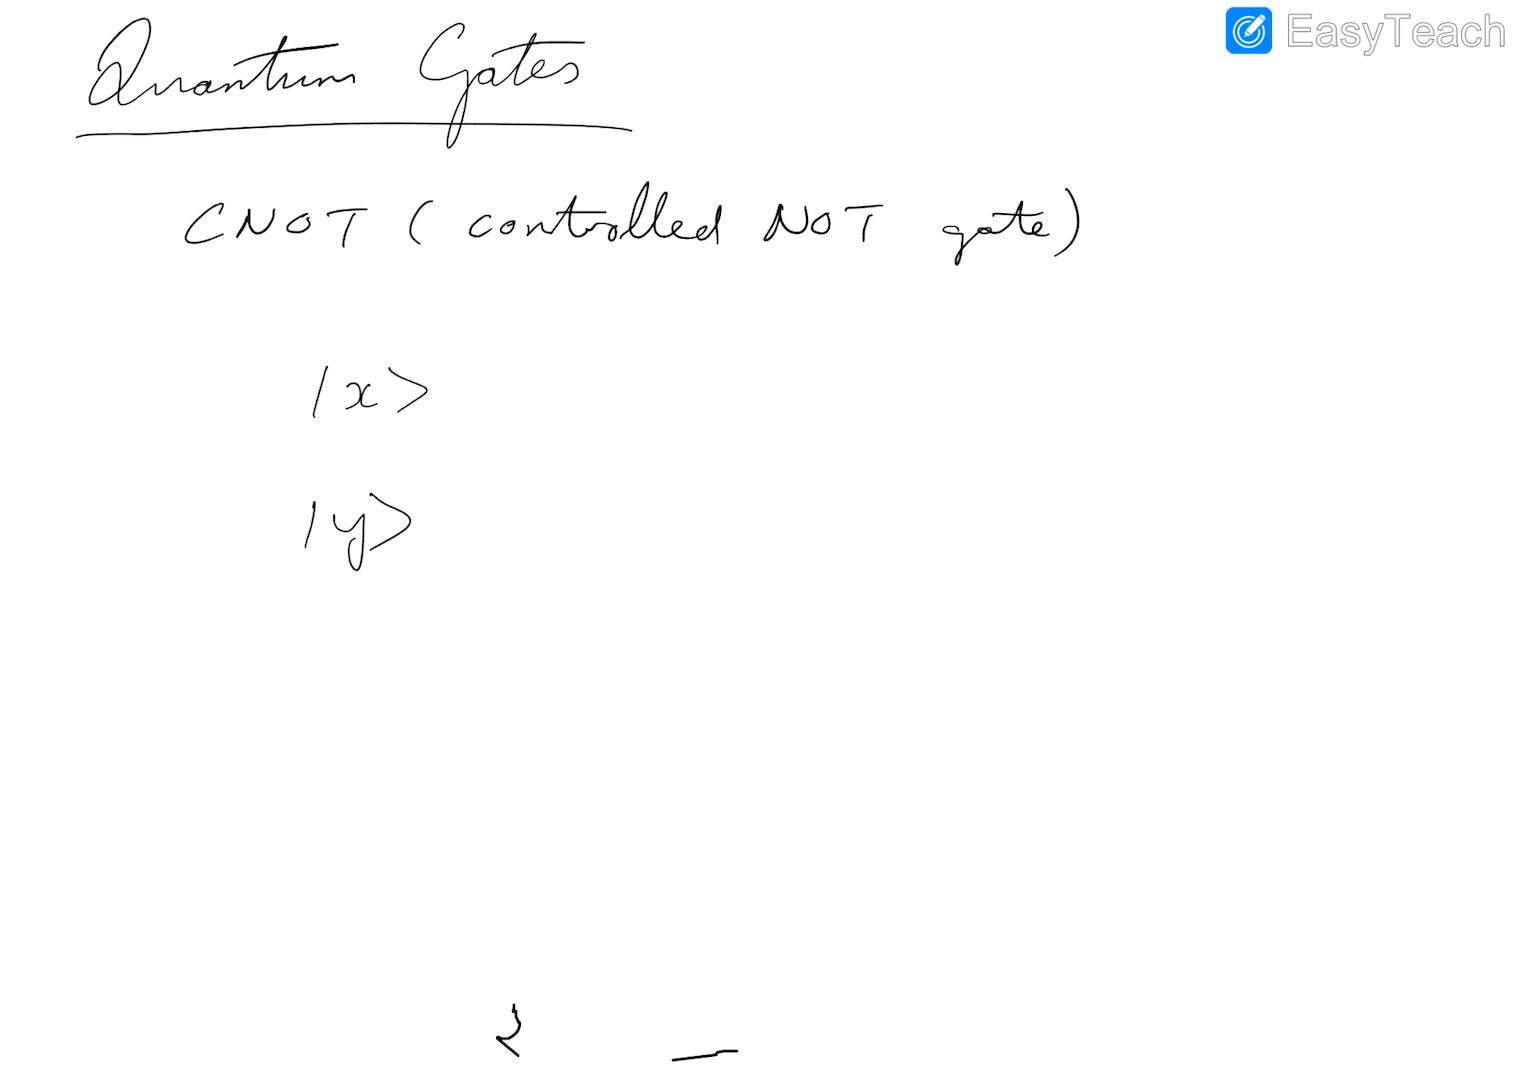 EasyTeach
Quantum Gates
CNOT (controlled NOT gate)
|x>
|y>